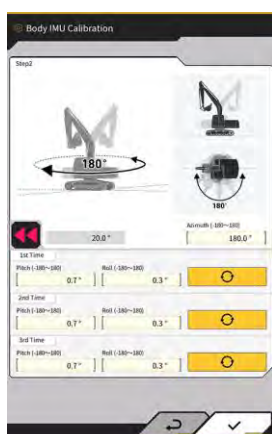 Body IMU Calibration
Step2
180°
180°
Azimuth (-180~180)
20.0 °
[ 180.0 ° ]
1st Time
Pitch (-180~180) Roll (-180~180)
[ 0.7 ° ] [ 0.3 ° ]
2nd Time
Pitch (-180~180) Roll (-180~180)
[ 0.7 ° ] [ 0.3 ° ]
3rd Time
Pitch (-180~180) Roll (-180~180)
[ 0.7 ° ] [ 0.3 ° ]